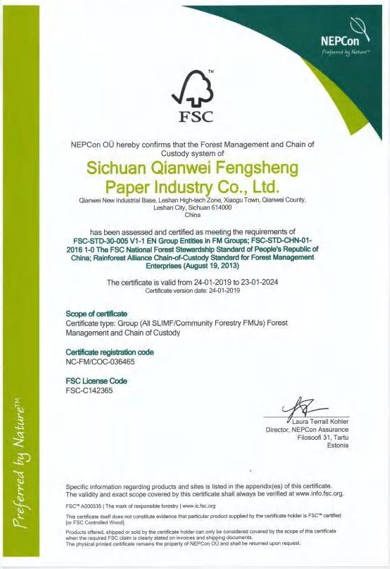 NEPCon™
Preferred by Nature™
FSC
NEPCon OÜ hereby confirms that the Forest Management and Chain of
Custody system of
Sichuan Qianwei Fengsheng
Paper Industry Co., Ltd.
Qianwei New Industrial Base, Leshan High-tech Zone, Xiaogu Town, Qianwei County,
Leshan City, Sichuan 614000
China
has been assessed and certified as meeting the requirements of
FSC-STD-30-005 V1-1 EN Group Entities in FM Groups; FSC-STD-CHN-01-
2016 1-0 The FSC National Forest Stewardship Standard of People's Republic of
China; Rainforest Alliance Chain-of-Custody Standard for Forest Management
Enterprises (August 19, 2013)
The certificate is valid from 24-01-2019 to 23-01-2024
Certificate version date: 24-01-2019
Scope of certificate
Certificate type: Group (All SLIMF/Community Forestry FMUs) Forest
Management and Chain of Custody
Certificate registration code
NC-FM/COC-036465
FSC License Code
FSC-C142365
Laura Terrall Kohler
Director, NEPCon Assurance
Filosoofi 31, Tartu
Estonia
Specific information regarding products and sites is listed in the appendix(es) of this certificate.
The validity and exact scope covered by this certificate shall always be verified at www.info.fsc.org.
FSC™ A000535 | The mark of responsible forestry | www.ic.fsc.org
This certificate itself does not constitute evidence that particular product supplied by the certificate holder is FSC™ certified
[or FSC Controlled Wood].
Products offered, shipped or sold by the certificate holder can only be considered covered by the scope of this certificate
when the required FSC claim is clearly stated on invoices and shipping documents.
The physical printed certificate remains the property of NEPCon OÜ and shall be returned upon request.
Preferred by Nature™